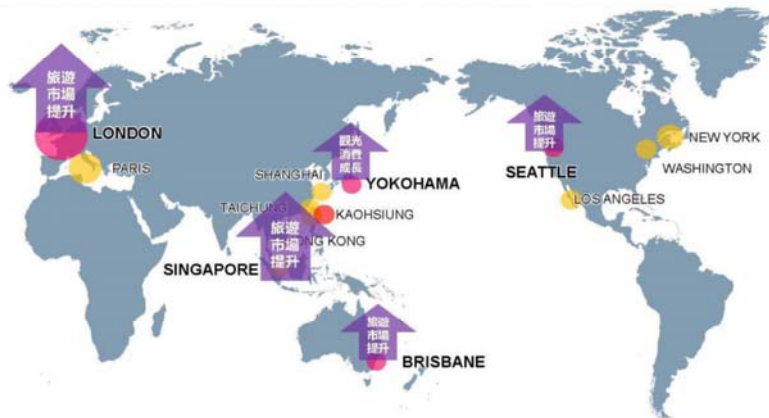 旅遊
市場
提升
LONDON
PARIS
觀光
消費
成長
YOKOHAMA
SHANGHAI
TAICHUNG
KAOHSIUNG
HONG KONG
旅遊
市場
提升
SINGAPORE
旅遊
市場
提升
BRISBANE
旅遊
市場
提升
SEATTLE
NEW YORK
WASHINGTON
LOS ANGELES